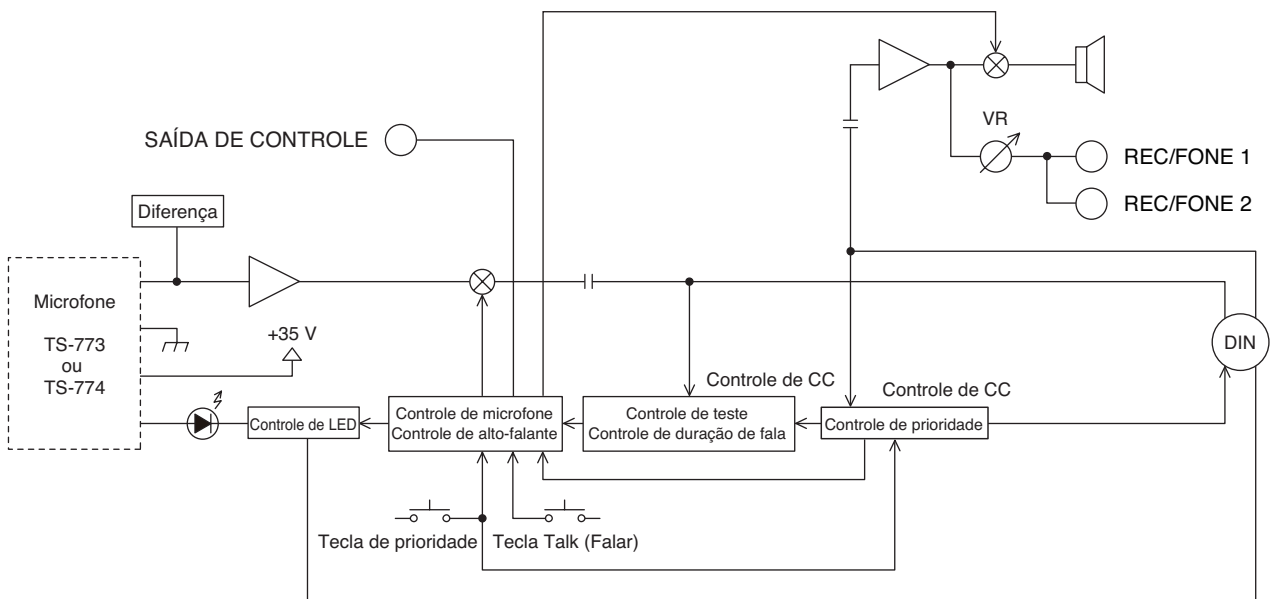 VR
SAÍDA DE CONTROLE
REC/FONE 1
REC/FONE 2
Diferença
Microfone
TS-773
ou
TS-774
+35 V
DIN
Controle de CC
Controle de CC
Controle de LED
Controle de microfone
Controle de alto-falante
Controle de teste
Controle de duração de fala
Controle de prioridade
Tecla de prioridade
Tecla Talk (Falar)